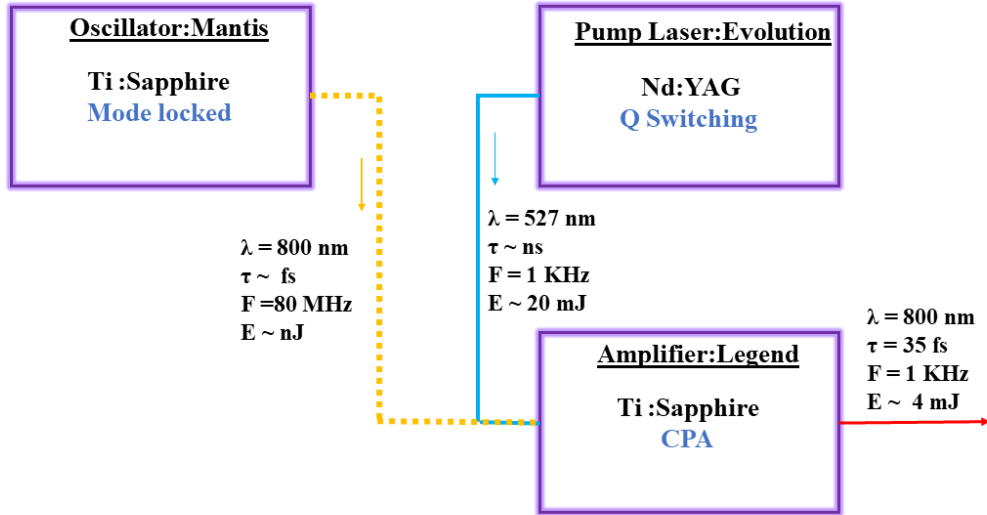 Oscillator:Mantis
Ti :Sapphire
Mode locked
Pump Laser:Evolution
Nd:YAG
Q Switching
λ = 800 nm
τ ~  fs
F =80 MHz
E ~ nJ
λ = 527 nm
τ ~ ns
F = 1 KHz
E ~ 20 mJ
Amplifier:Legend
Ti :Sapphire
CPA
λ = 800 nm
τ = 35 fs
F = 1 KHz
E ~  4 mJ